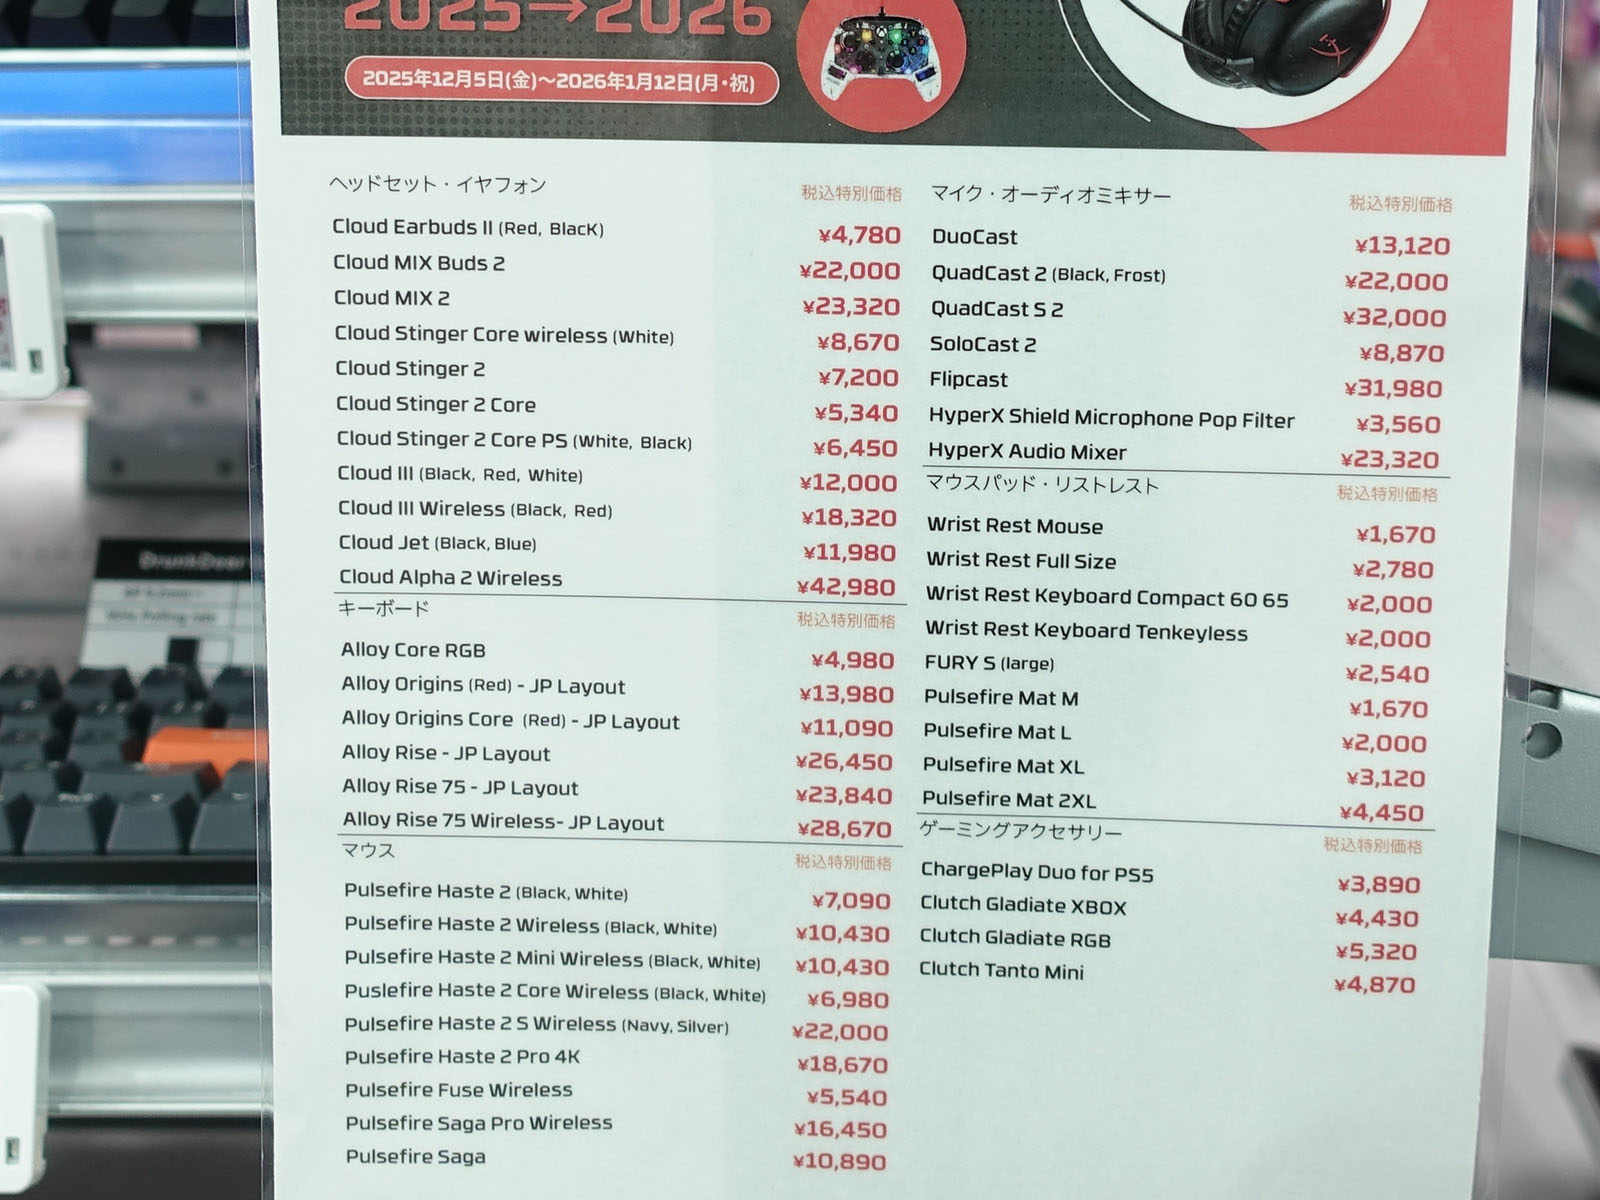 2025→2026
2025年12月5日(金)～2026年1月12日(月・祝)
ヘッドセット・イヤフォン 税込特別価格
Cloud Earbuds II (Red, BlacK) ¥4,780
Cloud MIX Buds 2 ¥22,000
Cloud MIX 2 ¥23,320
Cloud Stinger Core wireless (White) ¥8,670
Cloud Stinger 2 ¥7,200
Cloud Stinger 2 Core ¥5,340
Cloud Stinger 2 Core PS (White, Black) ¥6,450
Cloud III (Black, Red, White) ¥12,000
Cloud III Wireless (Black, Red) ¥18,320
Cloud Jet (Black, Blue) ¥11,980
Cloud Alpha 2 Wireless ¥42,980
キーボード 税込特別価格
Alloy Core RGB ¥4,980
Alloy Origins (Red) - JP Layout ¥13,980
Alloy Origins Core (Red) - JP Layout ¥11,090
Alloy Rise - JP Layout ¥26,450
Alloy Rise 75 - JP Layout ¥23,840
Alloy Rise 75 Wireless- JP Layout ¥28,670
マウス 税込特別価格
Pulsefire Haste 2 (Black, White) ¥7,090
Pulsefire Haste 2 Wireless (Black, White) ¥10,430
Pulsefire Haste 2 Mini Wireless (Black, White) ¥10,430
Puslefire Haste 2 Core Wireless (Black, White) ¥6,980
Pulsefire Haste 2 S Wireless (Navy, Silver) ¥22,000
Pulsefire Haste 2 Pro 4K ¥18,670
Pulsefire Fuse Wireless ¥5,540
Pulsefire Saga Pro Wireless ¥16,450
Pulsefire Saga ¥10,890
マイク・オーディオミキサー 税込特別価格
DuoCast ¥13,120
QuadCast 2 (Black, Frost) ¥22,000
QuadCast S 2 ¥32,000
SoloCast 2 ¥8,870
Flipcast ¥31,980
HyperX Shield Microphone Pop Filter ¥3,560
HyperX Audio Mixer ¥23,320
マウスパッド・リストレスト 税込特別価格
Wrist Rest Mouse ¥1,670
Wrist Rest Full Size ¥2,780
Wrist Rest Keyboard Compact 60 65 ¥2,000
Wrist Rest Keyboard Tenkeyless ¥2,000
FURY S (large) ¥2,540
Pulsefire Mat M ¥1,670
Pulsefire Mat L ¥2,000
Pulsefire Mat XL ¥3,120
Pulsefire Mat 2XL ¥4,450
ゲーミングアクセサリー 税込特別価格
ChargePlay Duo for PS5 ¥3,890
Clutch Gladiate XBOX ¥4,430
Clutch Gladiate RGB ¥5,320
Clutch Tanto Mini ¥4,870
DrunkDeer